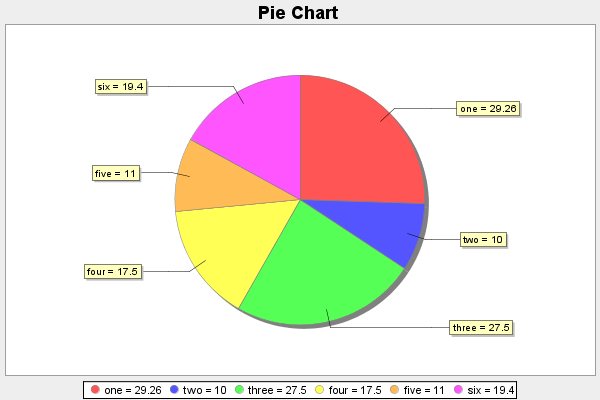 Pie Chart
six = 19.4
one = 29.26
five = 11
two = 10
four = 17.5
three = 27.5
one = 29.26 two = 10 three = 27.5 four = 17.5 five = 11 six = 19.4